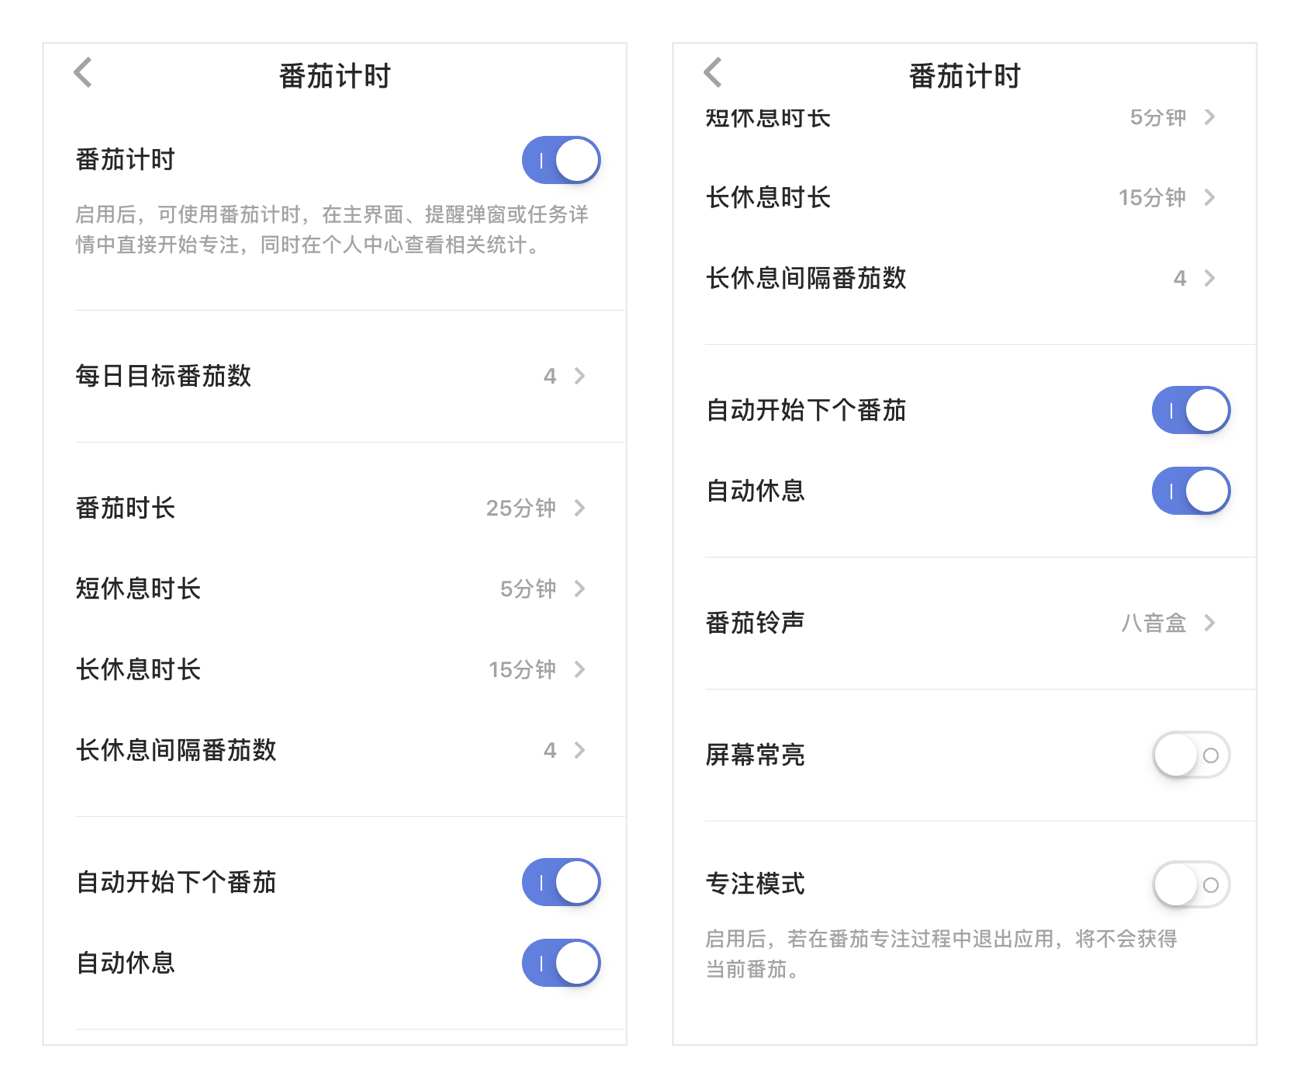 番茄计时
番茄计时
启用后，可使用番茄计时，在主界面、提醒弹窗或任务详
情中直接开始专注，同时在个人中心查看相关统计。
每日目标番茄数 4
番茄时长 25分钟
短休息时长 5分钟
长休息时长 15分钟
长休息间隔番茄数 4
自动开始下个番茄
自动休息
番茄计时
短休息时长 5分钟
长休息时长 15分钟
长休息间隔番茄数 4
自动开始下个番茄
自动休息
番茄铃声 八音盒
屏幕常亮
专注模式
启用后，若在番茄专注过程中退出应用，将不会获得
当前番茄。